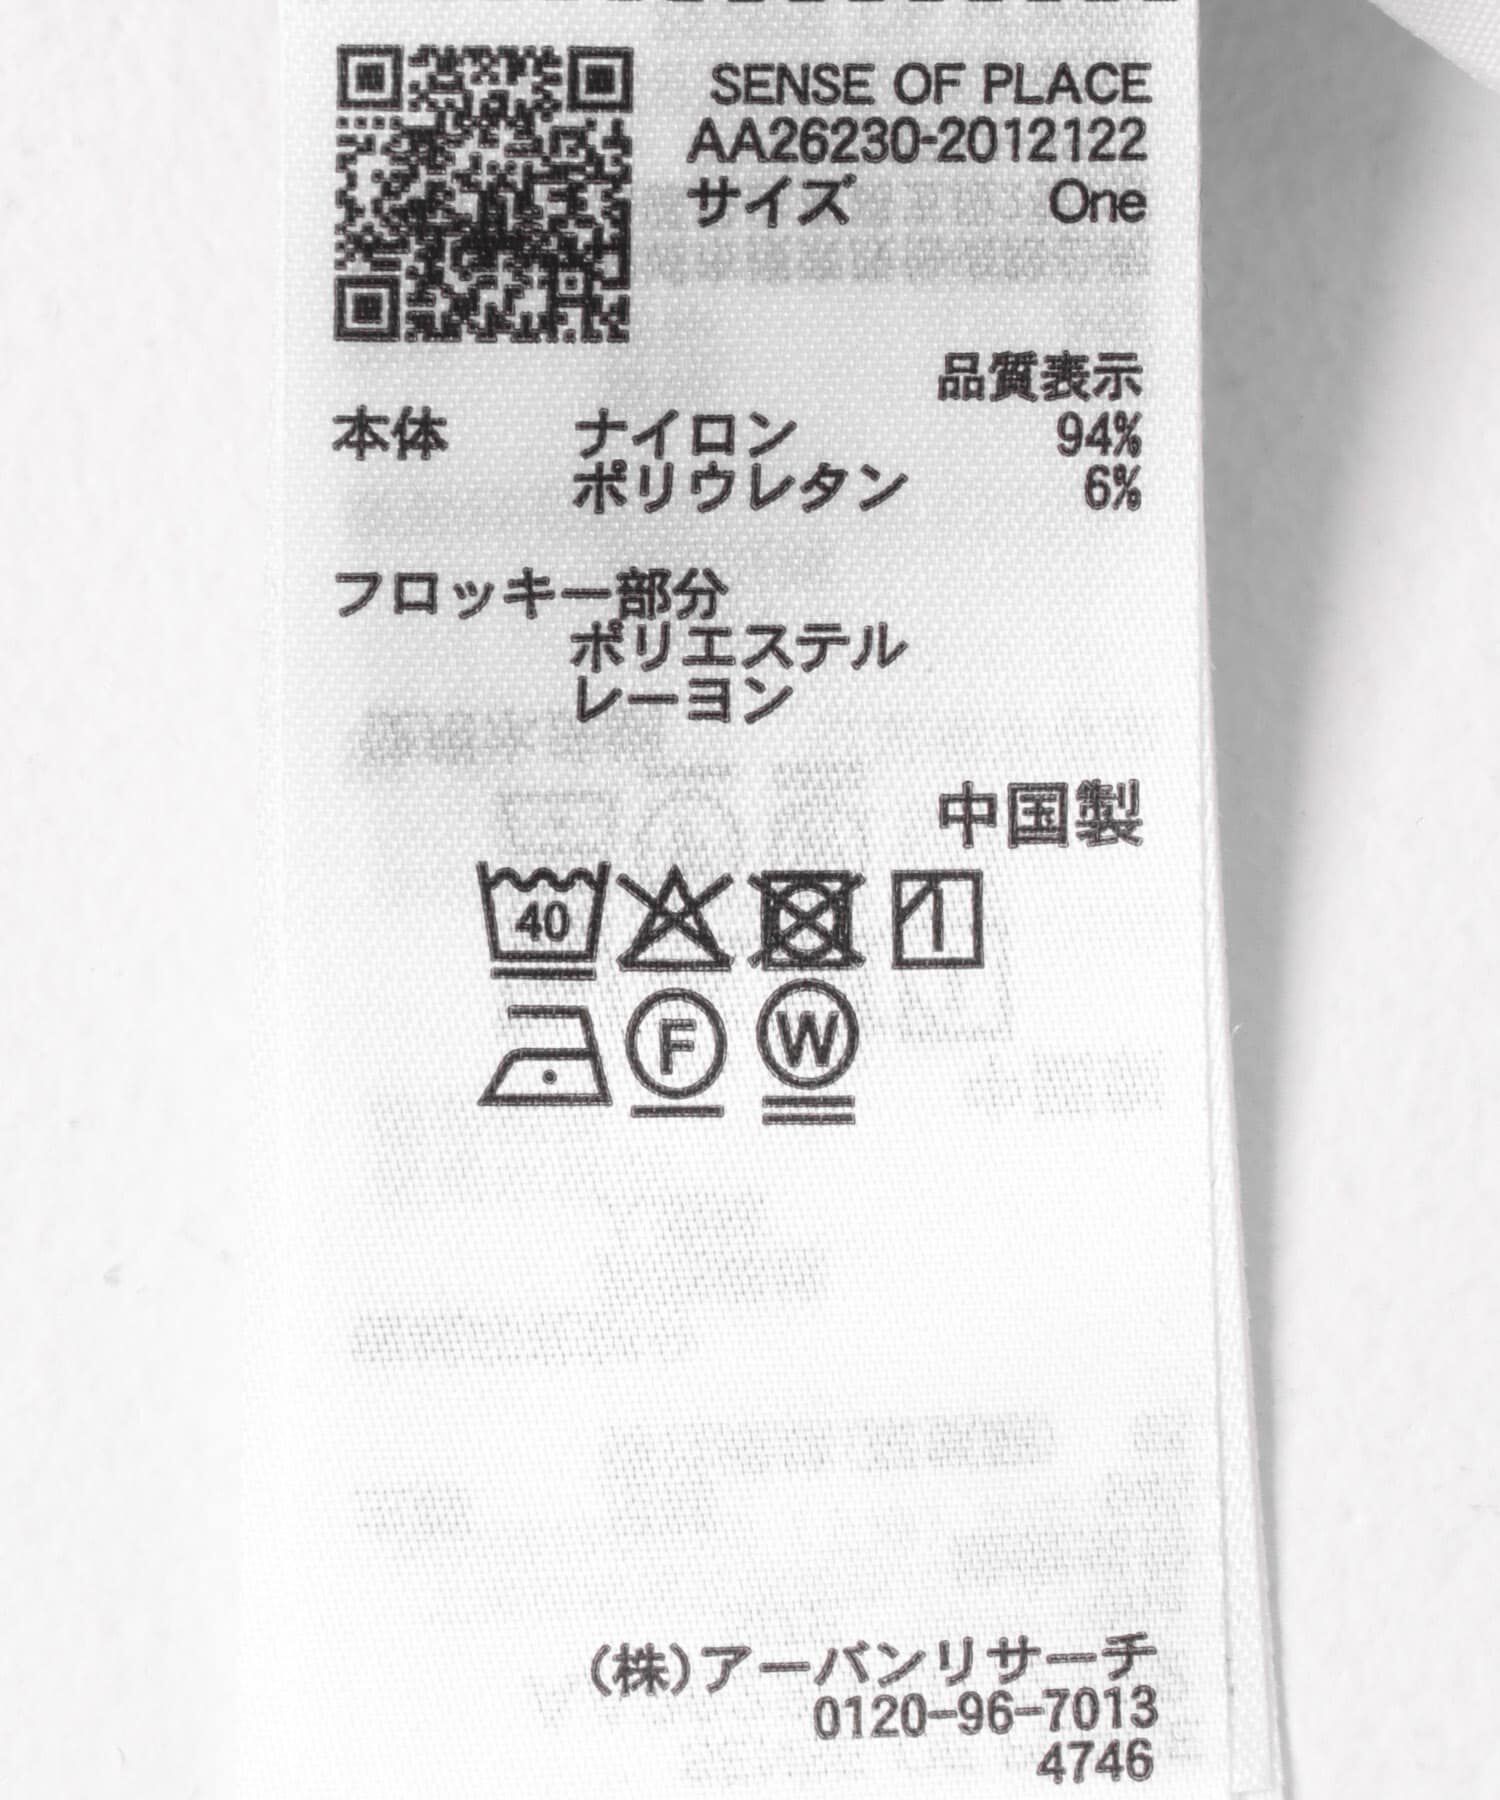 SENSE OF PLACE
AA26230-2012122
サイズ One
品質表示
本体 ナイロン 94%
ポリウレタン 6%
フロッキー部分
ポリエステル
レーヨン
中国製
40
F W
(株)アーバンリサーチ
0120-96-7013
4746